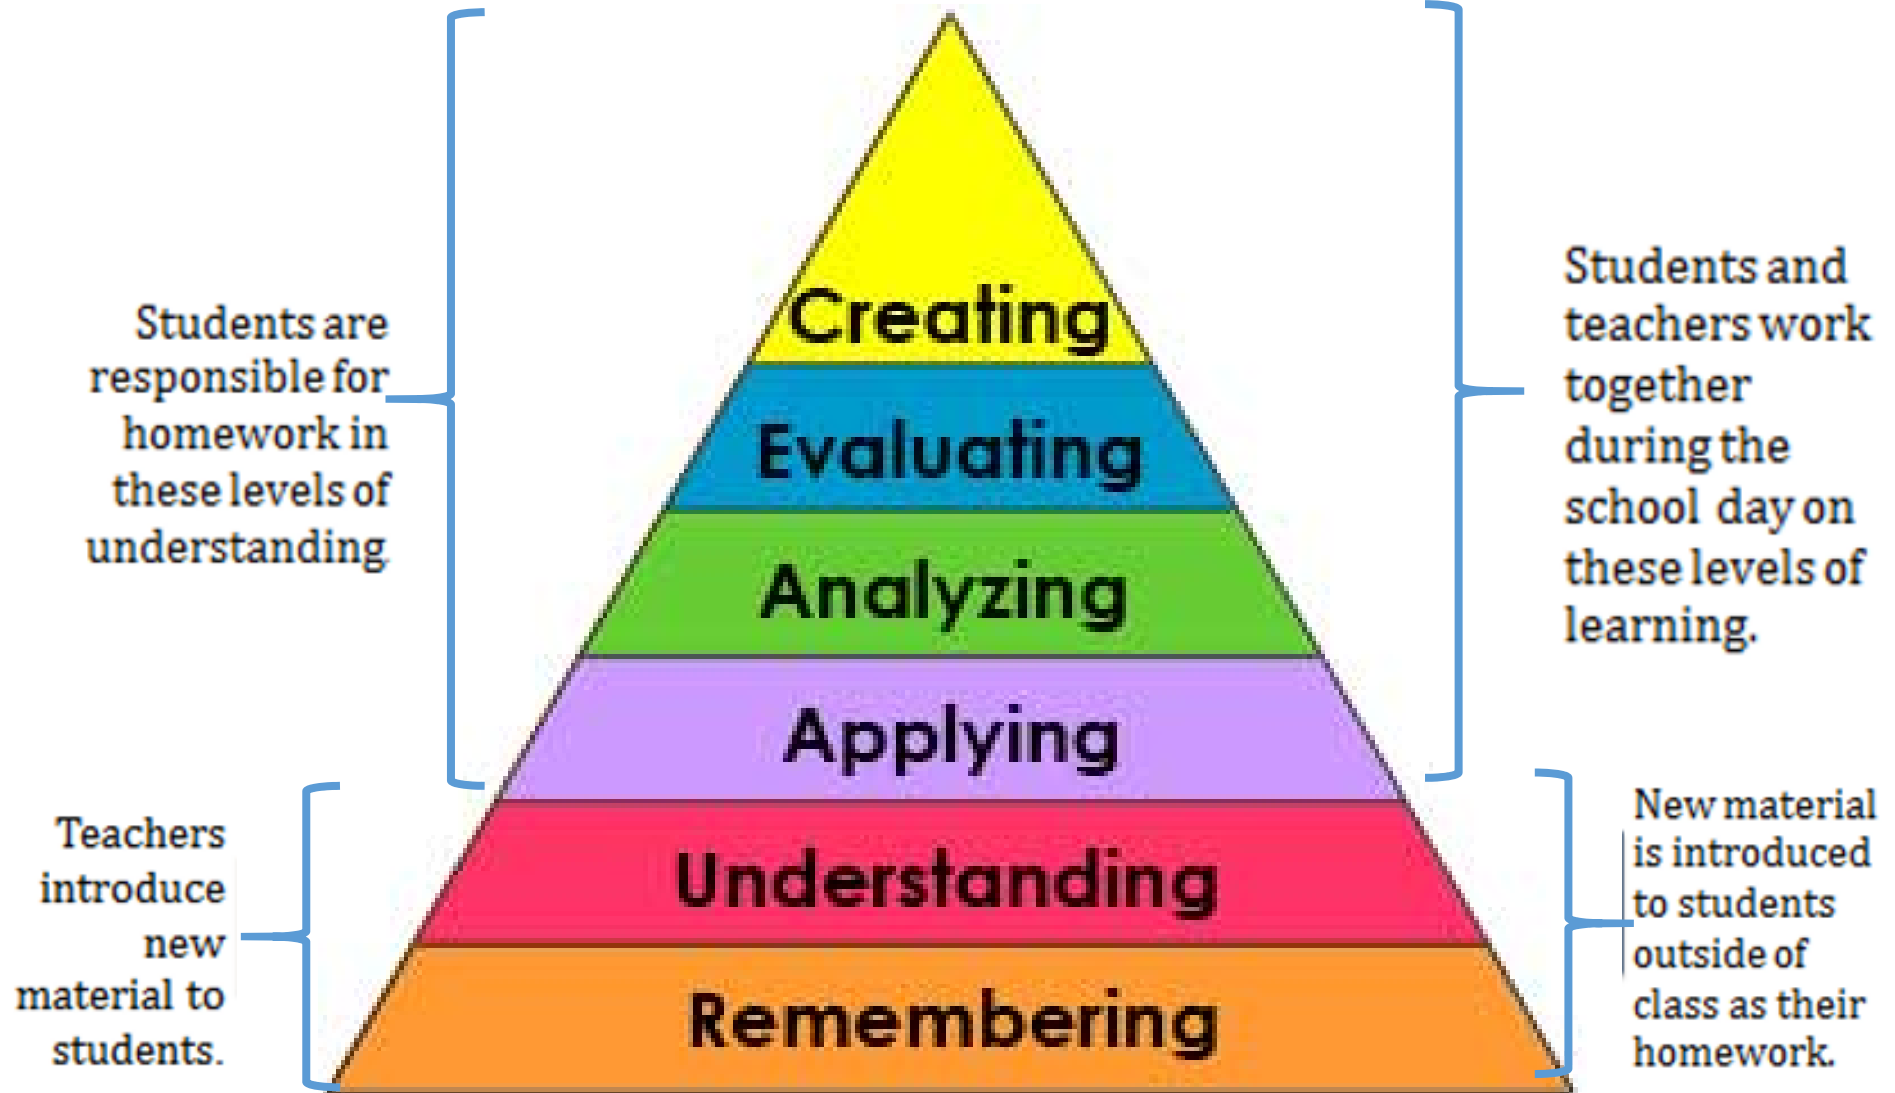 Students are
responsible for
homework in
these levels of
understanding
Teachers
introduce
new
material to
students.
Creating
Evaluating
Analyzing
Applying
Understanding
Remembering
Students and
teachers work
together
during the
school day on
these levels of
learning.
New material
is introduced
to students
outside of
class as their
homework.